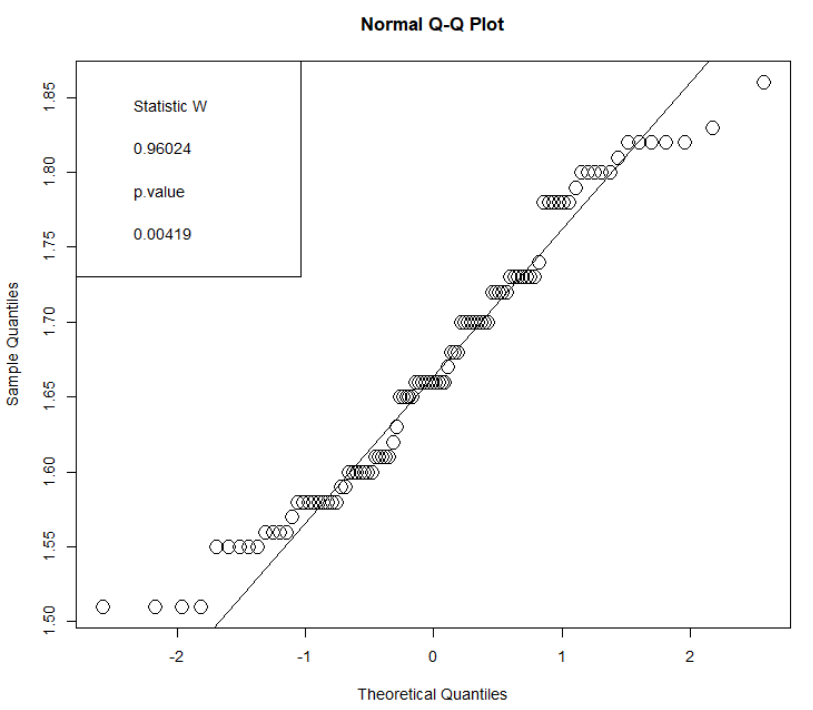 Normal Q-Q Plot
Statistic W
0.96024
p.value
0.00419
1.85
1.80
1.75
1.70
1.65
1.60
1.55
1.50
Sample Quantiles
-2 -1 0 1 2
Theoretical Quantiles